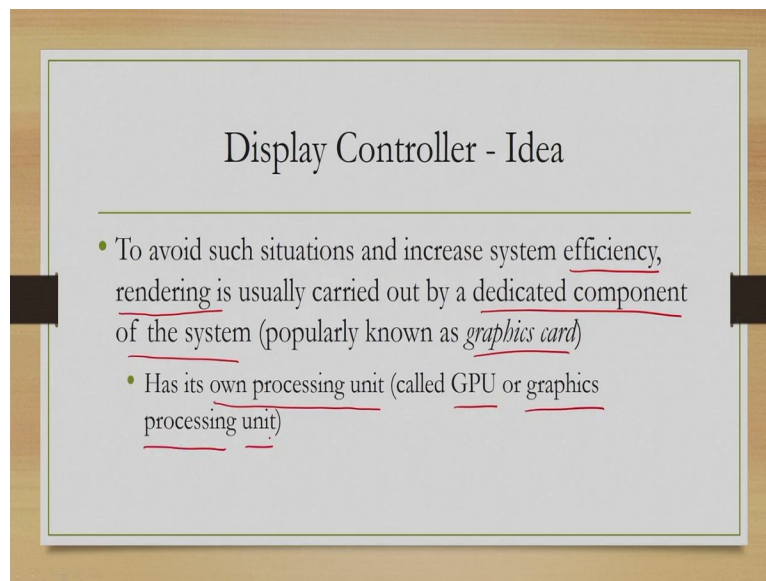 Display Controller - Idea
• To avoid such situations and increase system efficiency,
rendering is usually carried out by a dedicated component
of the system (popularly known as graphics card)
• Has its own processing unit (called GPU or graphics
processing unit)